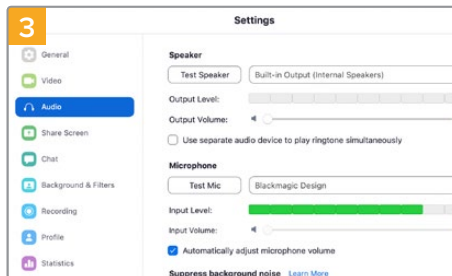 3
Settings
General
Video
Audio
Share Screen
Chat
Background & Filters
Recording
Profile
Statistics
Speaker
Test Speaker Built-in Output (Internal Speakers)
Output Level:
Output Volume:
Use separate audio device to play ringtone simultaneously
Microphone
Test Mic Blackmagic Design
Input Level:
Input Volume:
Automatically adjust microphone volume
Suppress background noise Learn More